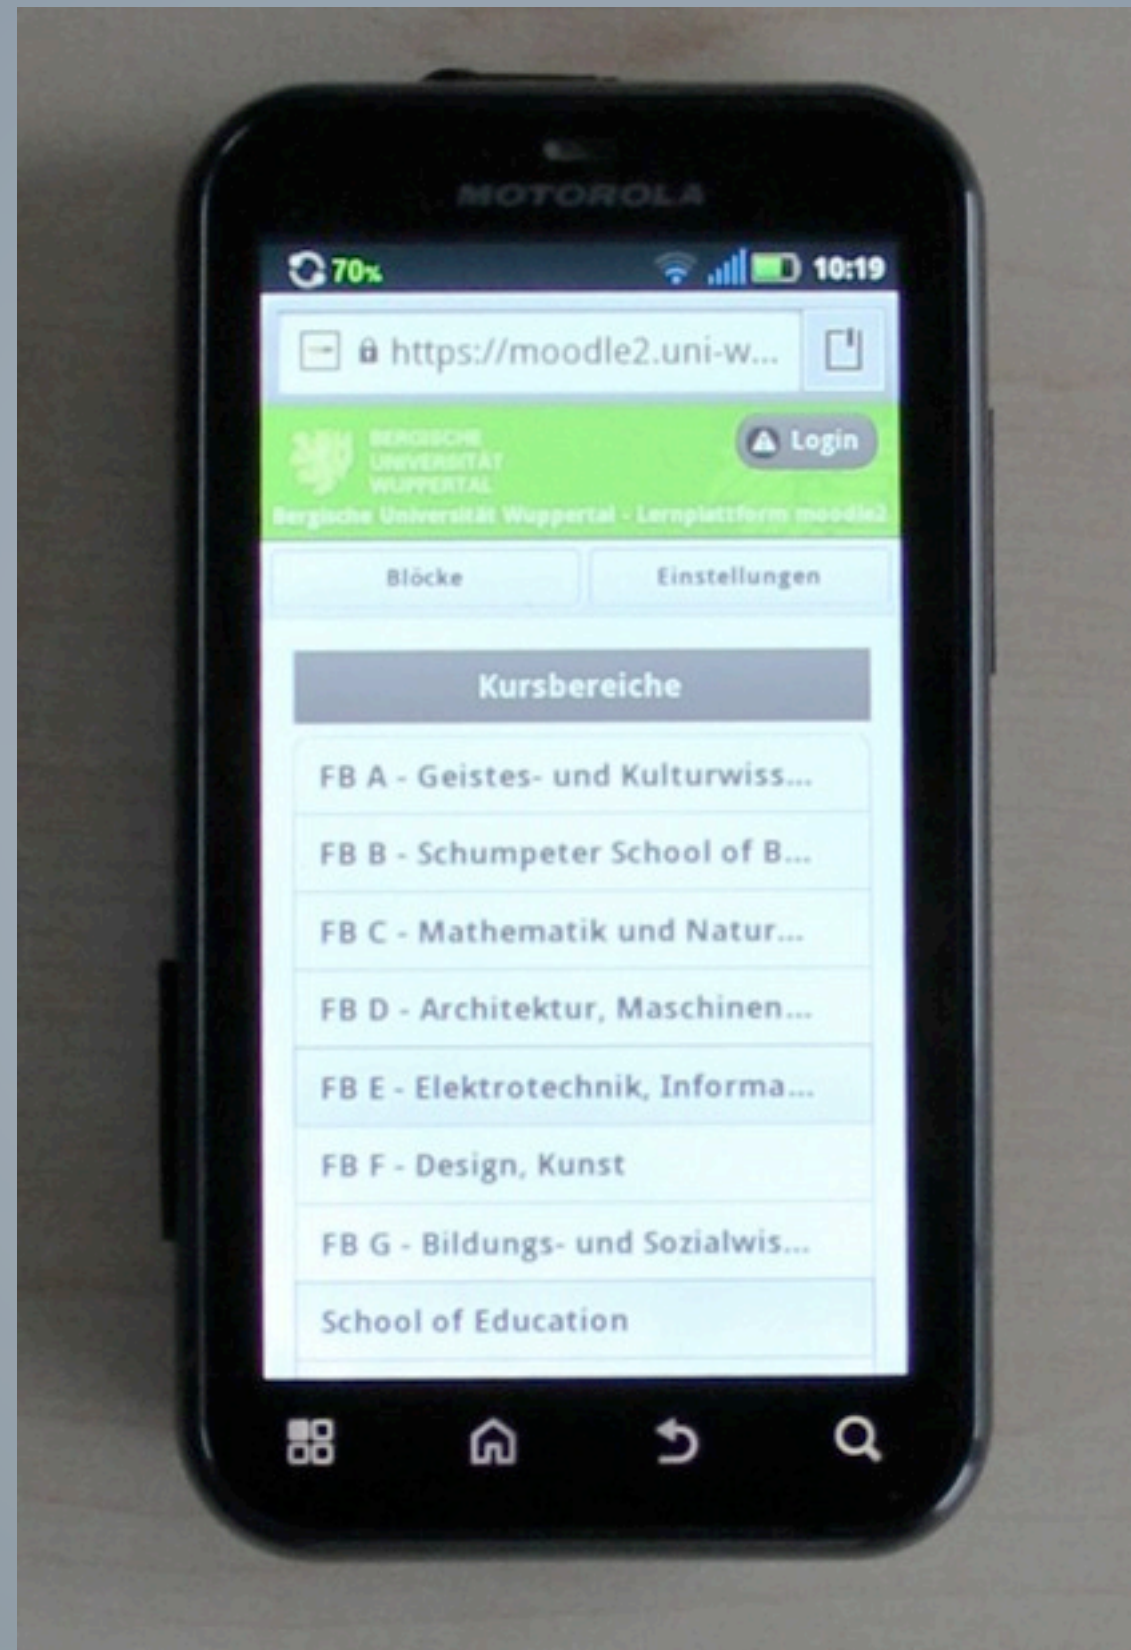 MOTOROLA
70% 10:19
https://moodle2.uni-w...
BERGISCHE
UNIVERSITÄT
WUPPERTAL
Login
Bergische Universität Wuppertal - Lernplattform moodle2
Blöcke Einstellungen
Kursbereiche
FB A - Geistes- und Kulturwiss...
FB B - Schumpeter School of B...
FB C - Mathematik und Natur...
FB D - Architektur, Maschinen...
FB E - Elektrotechnik, Informa...
FB F - Design, Kunst
FB G - Bildungs- und Sozialwis...
School of Education